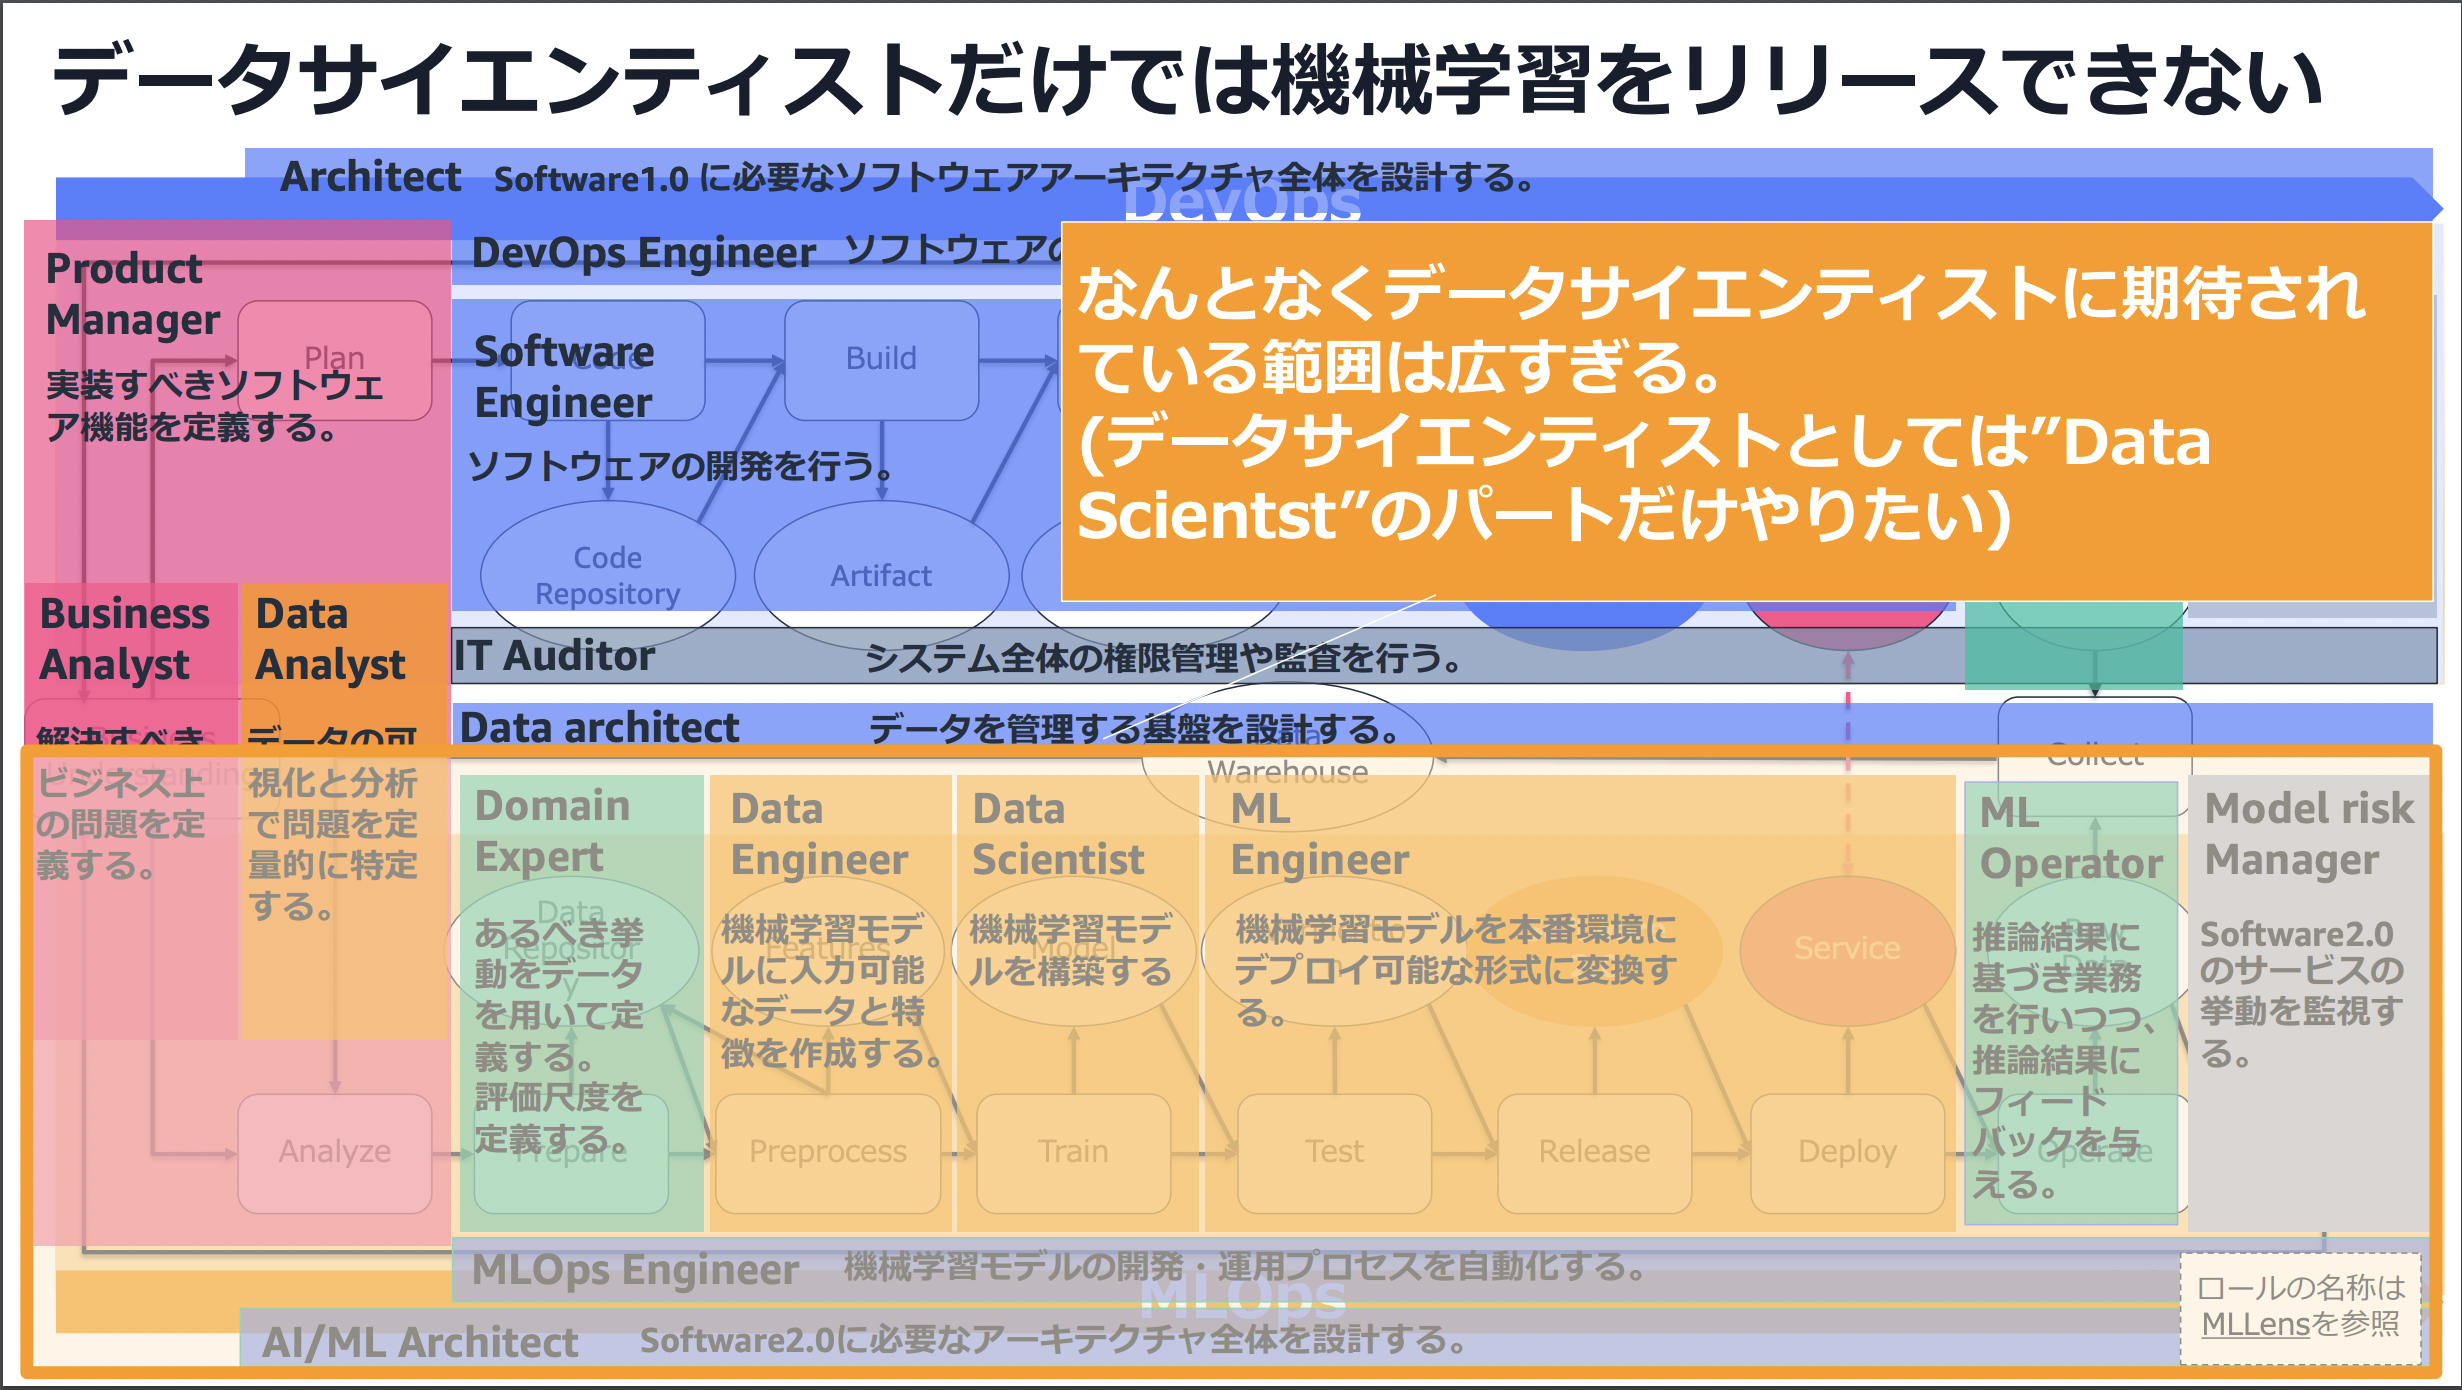 データサイエンティストだけでは機械学習をリリースできない
Architect Software1.0 に必要なソフトウェアアーキテクチャ全体を設計する。
DevOps
DevOps Engineer ソフトウェアの
なんとなくデータサイエンティストに期待され
ている範囲は広すぎる。
(データサイエンティストとしては”Data
Scientst”のパートだけやりたい)
Product
Manager
実装すべきソフトウェ
ア機能を定義する。
Plan
Software
Engineer
ソフトウェアの開発を行う。
Code
Build
Code
Repository
Artifact
Business
Analyst
解決すべき
ビジネス上
の問題を定
義する。
Data
Analyst
データの可
視化と分析
で問題を定
量的に特定
する。
Understanding
IT Auditor システム全体の権限管理や監査を行う。
Data architect データを管理する基盤を設計する。
Data
Warehouse
Collect
Domain
Expert
あるべき挙
動をデータ
を用いて定
義する。
評価尺度を
定義する。
Data
Repositor
y
Data
Engineer
機械学習モデ
ルに入力可能
なデータと特
徴を作成する。
Features
Data
Scientist
機械学習モデ
ルを構築する
Model
ML
Engineer
機械学習モデルを本番環境に
デプロイ可能な形式に変換す
る。
Service
ML
Operator
推論結果に
基づき業務
を行いつつ、
推論結果に
フィード
バックを与
える。
Raw
Data
Model risk
Manager
Software2.0
のサービスの
挙動を監視す
る。
Analyze
Prepare
Preprocess
Train
Test
Release
Deploy
Operate
MLOps Engineer 機械学習モデルの開発・運用プロセスを自動化する。
MLOps
AI/ML Architect Software2.0に必要なアーキテクチャ全体を設計する。
ロールの名称は
MLLensを参照